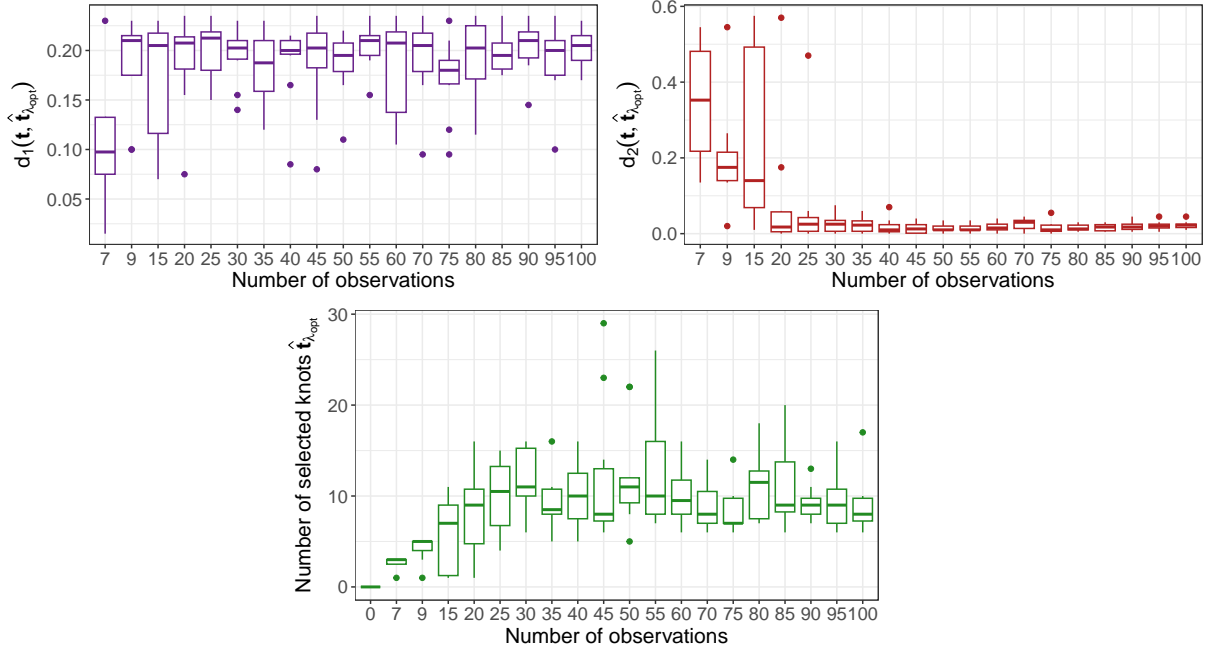 d₁(t, t̂_λopt)
0.20
0.15
0.10
0.05
7 9 15 20 25 30 35 40 45 50 55 60 70 75 80 85 90 95 100
Number of observations
d₂(t, t̂_λopt)
0.6
0.4
0.2
0.0
7 9 15 20 25 30 35 40 45 50 55 60 70 75 80 85 90 95 100
Number of observations
Number of selected knots t̂_λopt
30
20
10
0
0 7 9 15 20 25 30 35 40 45 50 55 60 70 75 80 85 90 95 100
Number of observations